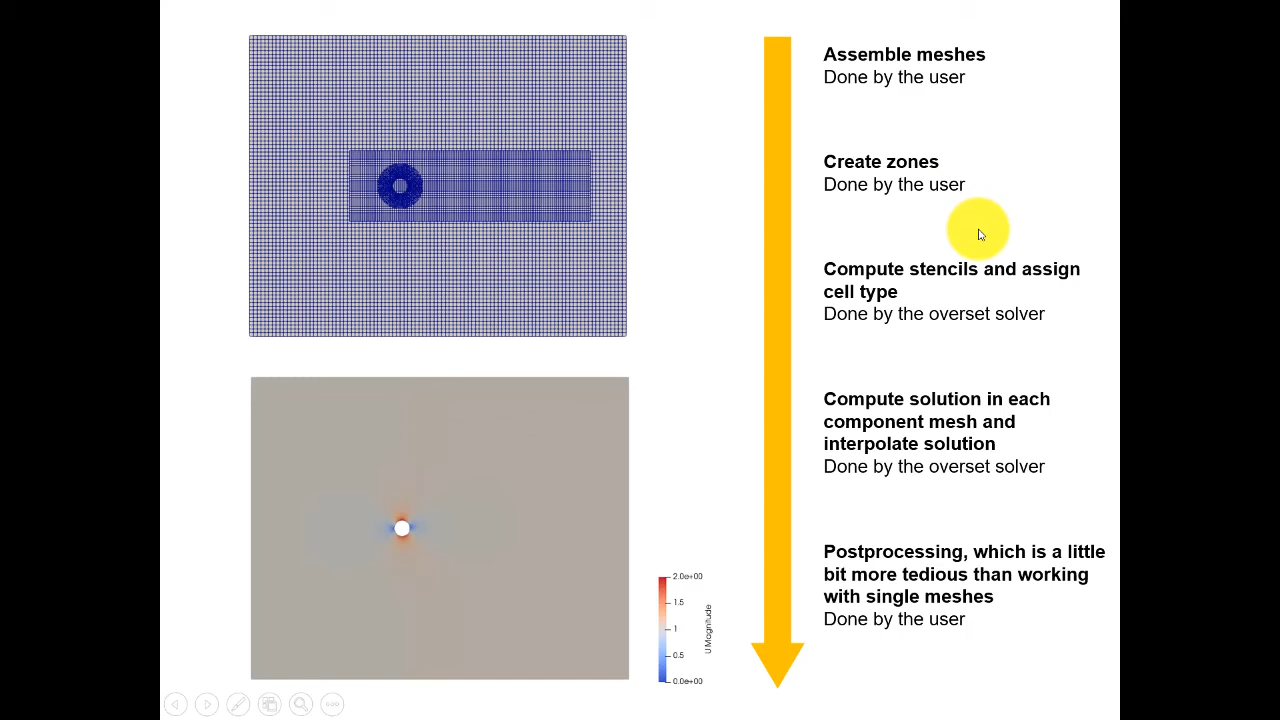 Assemble meshes
Done by the user
Create zones
Done by the user
Compute stencils and assign
cell type
Done by the overset solver
Compute solution in each
component mesh and
interpolate solution
Done by the overset solver
Postprocessing, which is a little
bit more tedious than working
with single meshes
Done by the user
2.0e+00
1.5
1
0.5
0.0e+00
U Magnitude